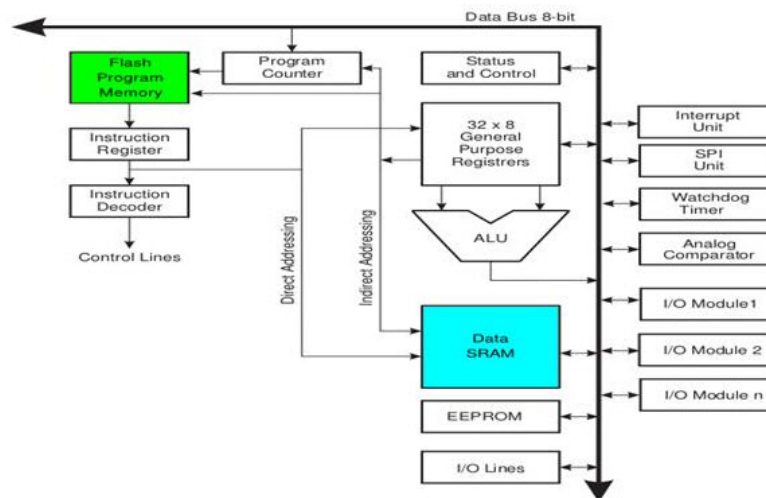 Data Bus 8-bit
Flash
Program
Memory
Program
Counter
Status
and Control
Instruction
Register
32 x 8
General
Purpose
Registrers
Interrupt
Unit
SPI
Unit
Instruction
Decoder
Watchdog
Timer
Control Lines
Direct Addressing
Indirect Addressing
ALU
Analog
Comparator
I/O Module1
Data
SRAM
I/O Module 2
I/O Module n
EEPROM
I/O Lines